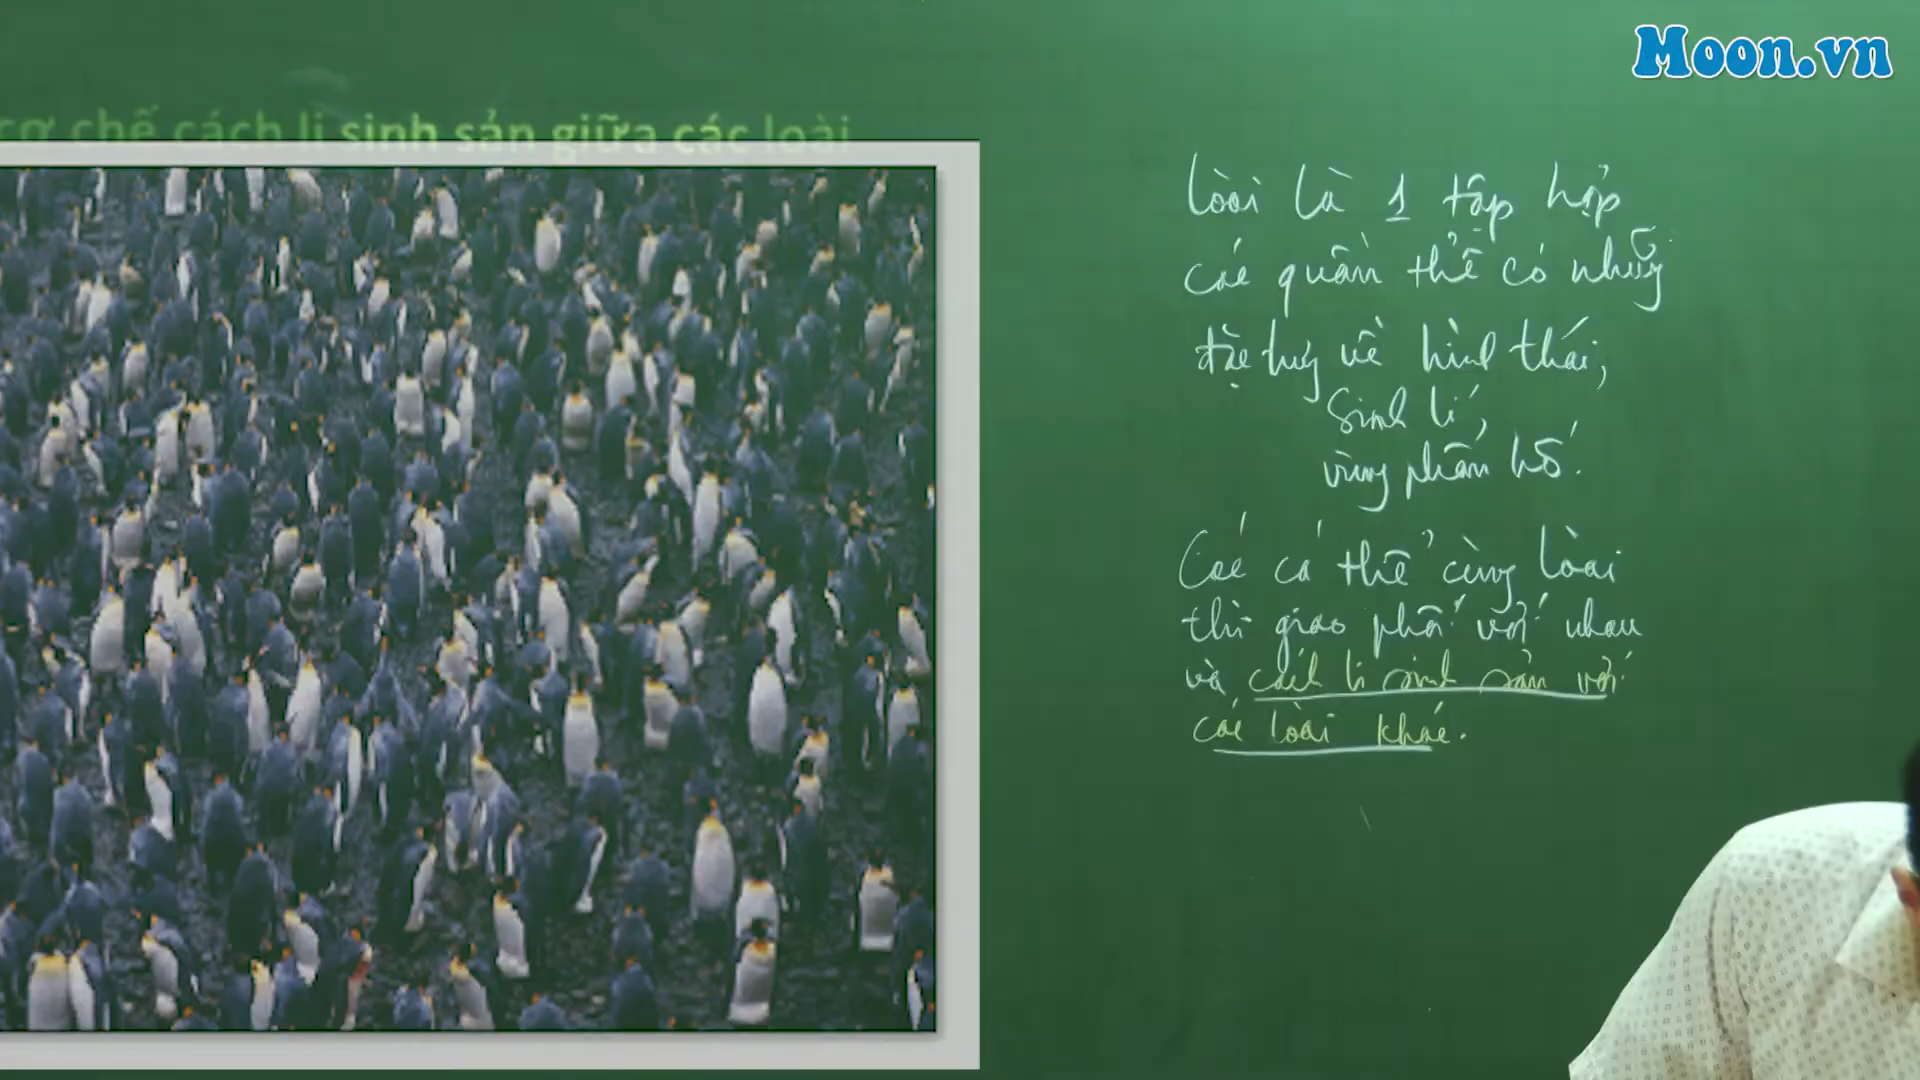 Moon.vn
cơ chế cách li sinh sản giữa các loài
Loài là 1 tập hợp
các quần thể có những
đặc trưng về hình thái,
Sinh lí,
vùng phân bố.
Các cá thể cùng loài
thì giao phối với nhau
và cách li sinh sản với
các loài khác.